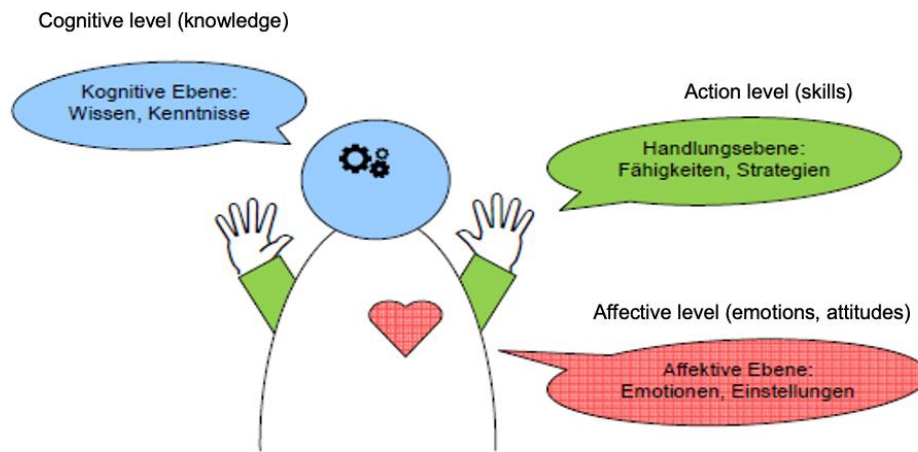 Cognitive level (knowledge)
Kognitive Ebene:
Wissen, Kenntnisse
Action level (skills)
Handlungsebene:
Fähigkeiten, Strategien
Affective level (emotions, attitudes)
Affektive Ebene:
Emotionen, Einstellungen